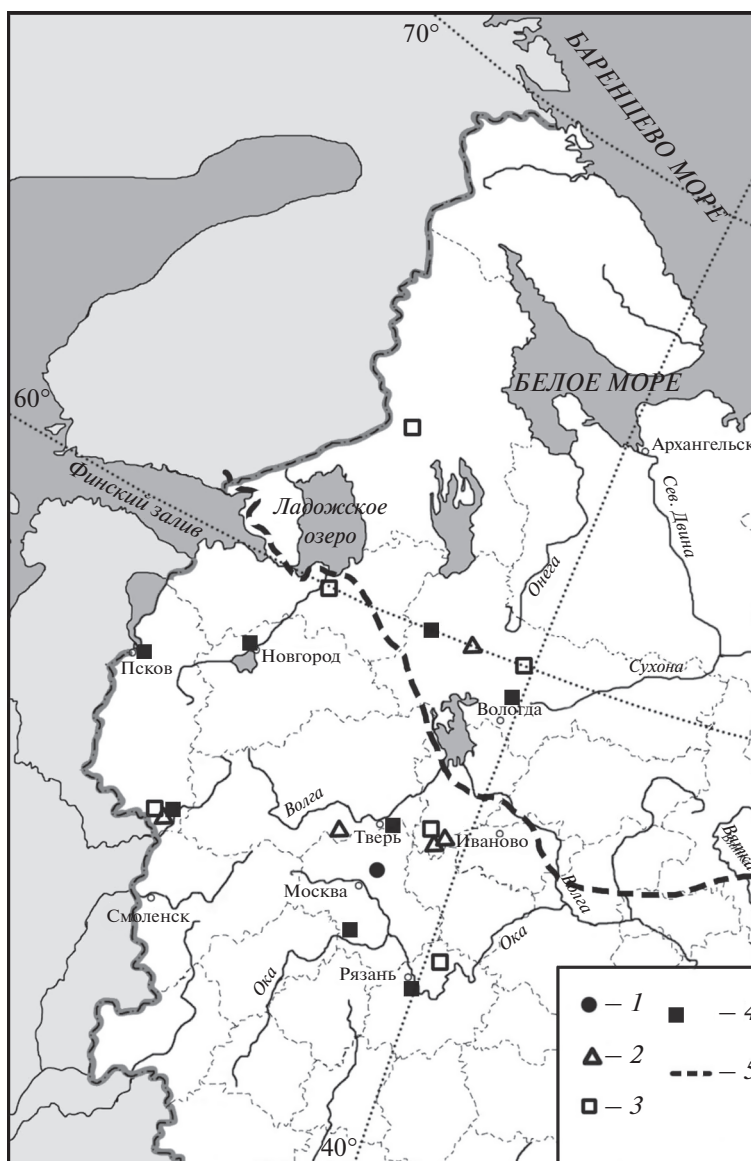 70°
БАРЕНЦЕВО МОРЕ
60°
БЕЛОЕ МОРЕ
Архангельск
Финский залив
Ладожское
озеро
Сев. Двина
Онега
Псков
Новгород
Сухона
Вологда
Волга
Тверь
Иваново
Вятка
Москва
Волга
Смоленск
Ока
Рязань
Ока
– 1
– 4
– 2
– 5
– 3
40°